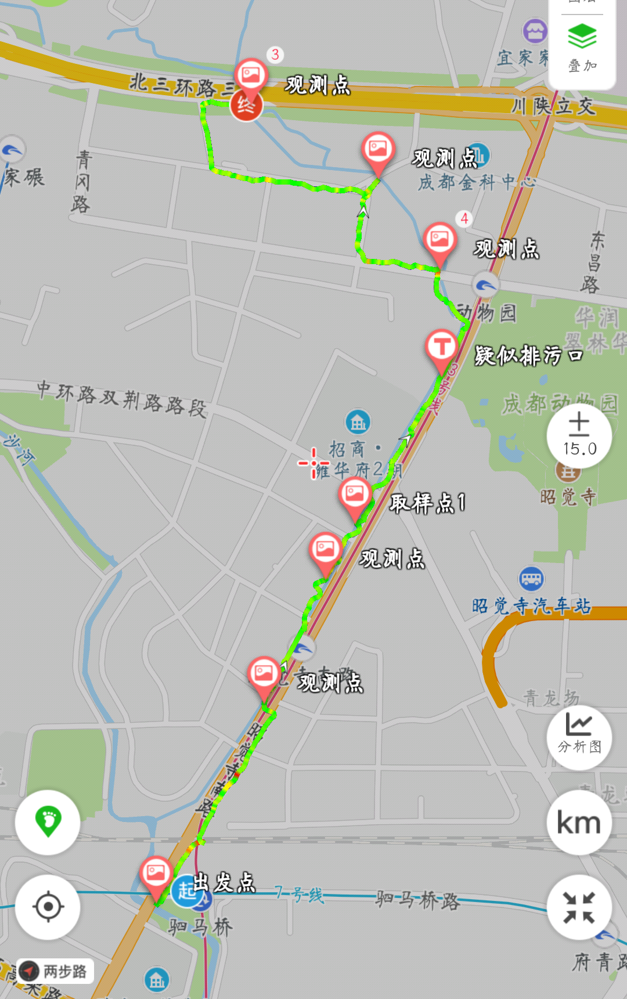 叠加
宜家家
3
北三环路三
观测点
终
川陕立交
家碾
青冈路
观测点
成都金科中心
4
观测点
东昌路
动物园
华润
翠林华
疑似排污口
3号线
成都动物园
中环路双荆路路段
15.0
沙河
招商·
雍华府2期
取样点1
昭觉寺
观测点
昭觉寺汽车站
观测点
青龙场
昭觉寺南路
分析图
青龙
km
出发点
起
7号线
驷马桥路
驷马桥
府青路
两步路